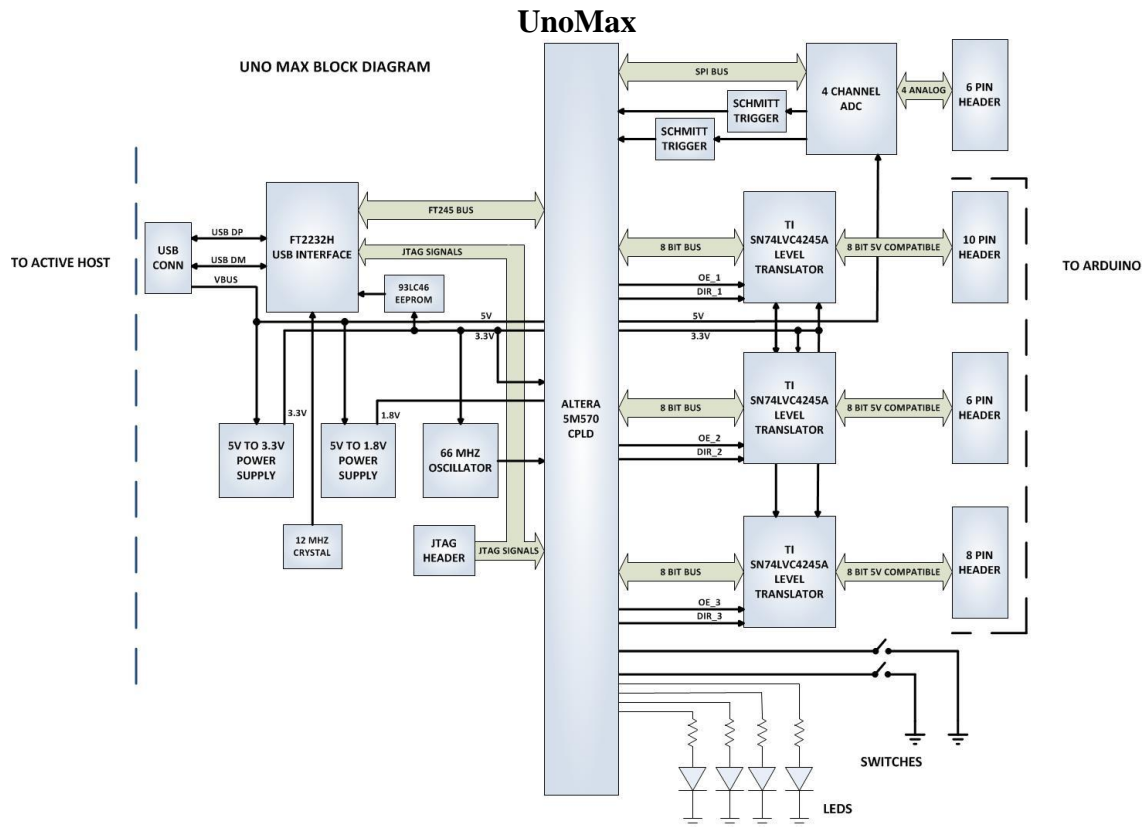 UnoMax
UNO MAX BLOCK DIAGRAM
TO ACTIVE HOST
USB
CONN
USB DP
USB DM
VBUS
FT2232H
USB INTERFACE
FT245 BUS
JTAG SIGNALS
93LC46
EEPROM
5V
3.3V
3.3V
1.8V
5V TO 3.3V
POWER
SUPPLY
5V TO 1.8V
POWER
SUPPLY
66 MHZ
OSCILLATOR
12 MHZ
CRYSTAL
JTAG
HEADER
JTAG SIGNALS
ALTERA
5M570
CPLD
SPI BUS
SCHMITT
TRIGGER
SCHMITT
TRIGGER
4 CHANNEL
ADC
4 ANALOG
6 PIN
HEADER
8 BIT BUS
OE_1
DIR_1
TI
SN74LVC4245A
LEVEL
TRANSLATOR
8 BIT 5V COMPATIBLE
10 PIN
HEADER
TO ARDUINO
5V
3.3V
8 BIT BUS
OE_2
DIR_2
TI
SN74LVC4245A
LEVEL
TRANSLATOR
8 BIT 5V COMPATIBLE
6 PIN
HEADER
8 BIT BUS
OE_3
DIR_3
TI
SN74LVC4245A
LEVEL
TRANSLATOR
8 BIT 5V COMPATIBLE
8 PIN
HEADER
SWITCHES
LEDS